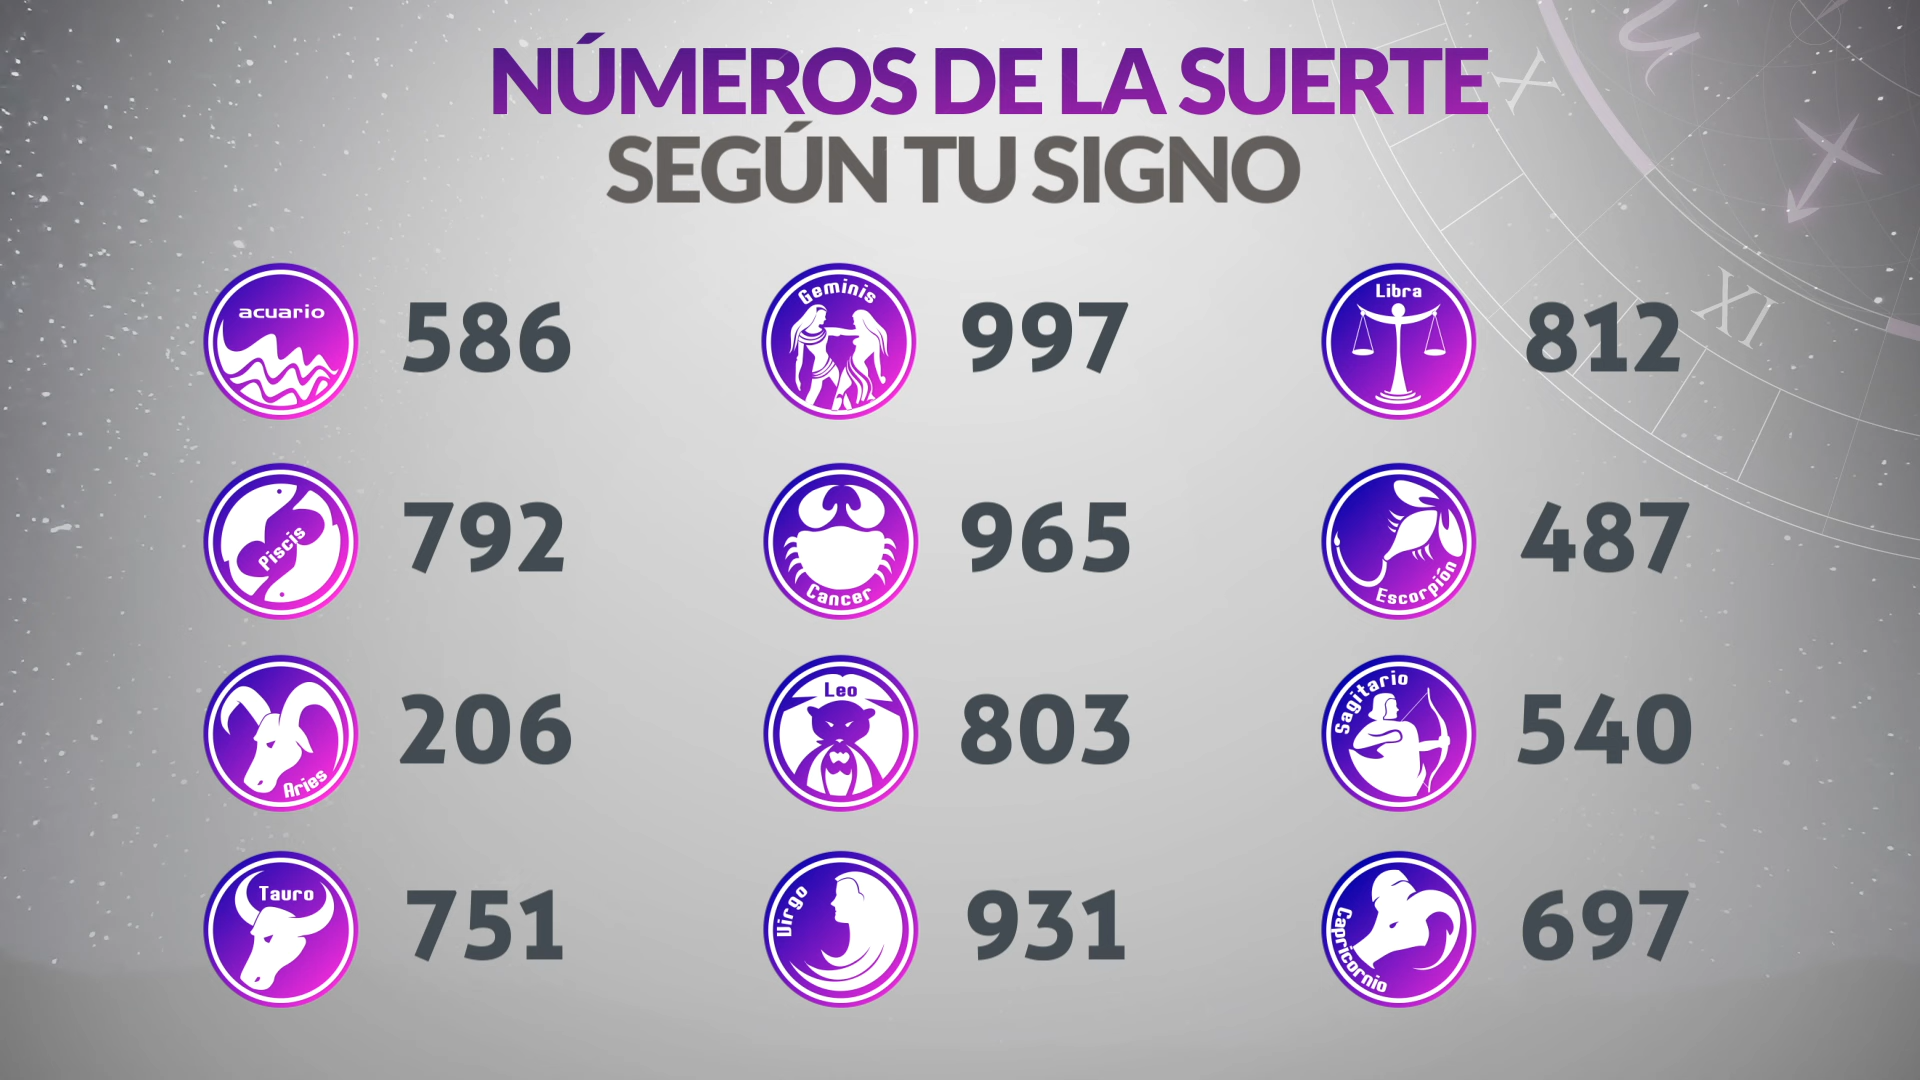 NÚMEROS DE LA SUERTE
SEGÚN TU SIGNO
acuario 586
Geminis 997
Libra 812
Piscis 792
Cancer 965
Escorpión 487
Aries 206
Leo 803
Sagitario 540
Tauro 751
Virgo 931
Capricornio 697
X
XI